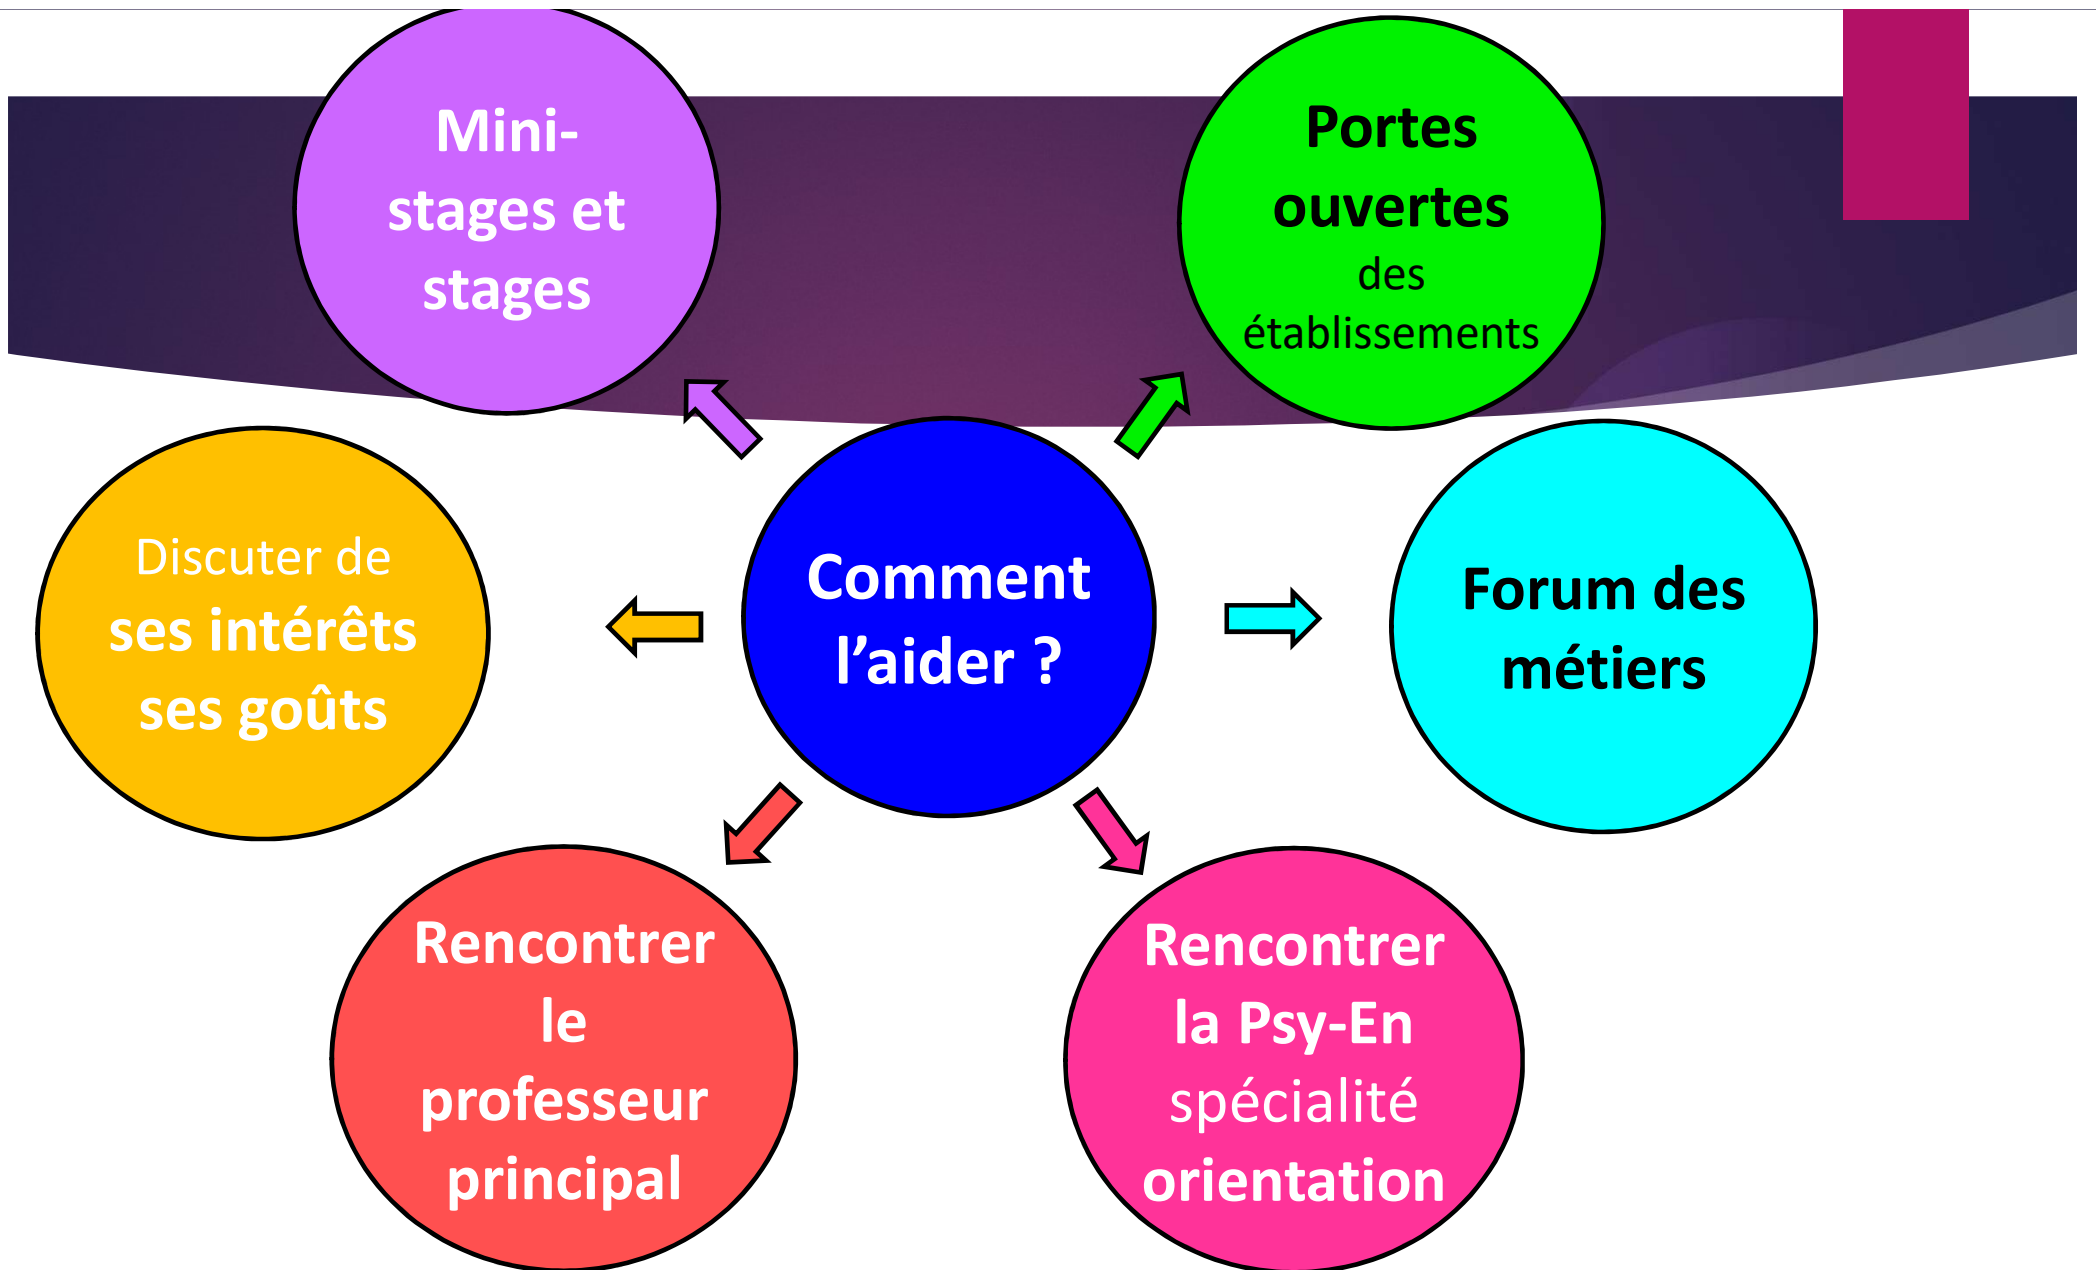 Mini-
stages et
stages
Portes
ouvertes
des
établissements
Discuter de
ses intérêts
ses goûts
Comment
l’aider ?
Forum des
métiers
Rencontrer
le
professeur
principal
Rencontrer
la Psy-En
spécialité
orientation